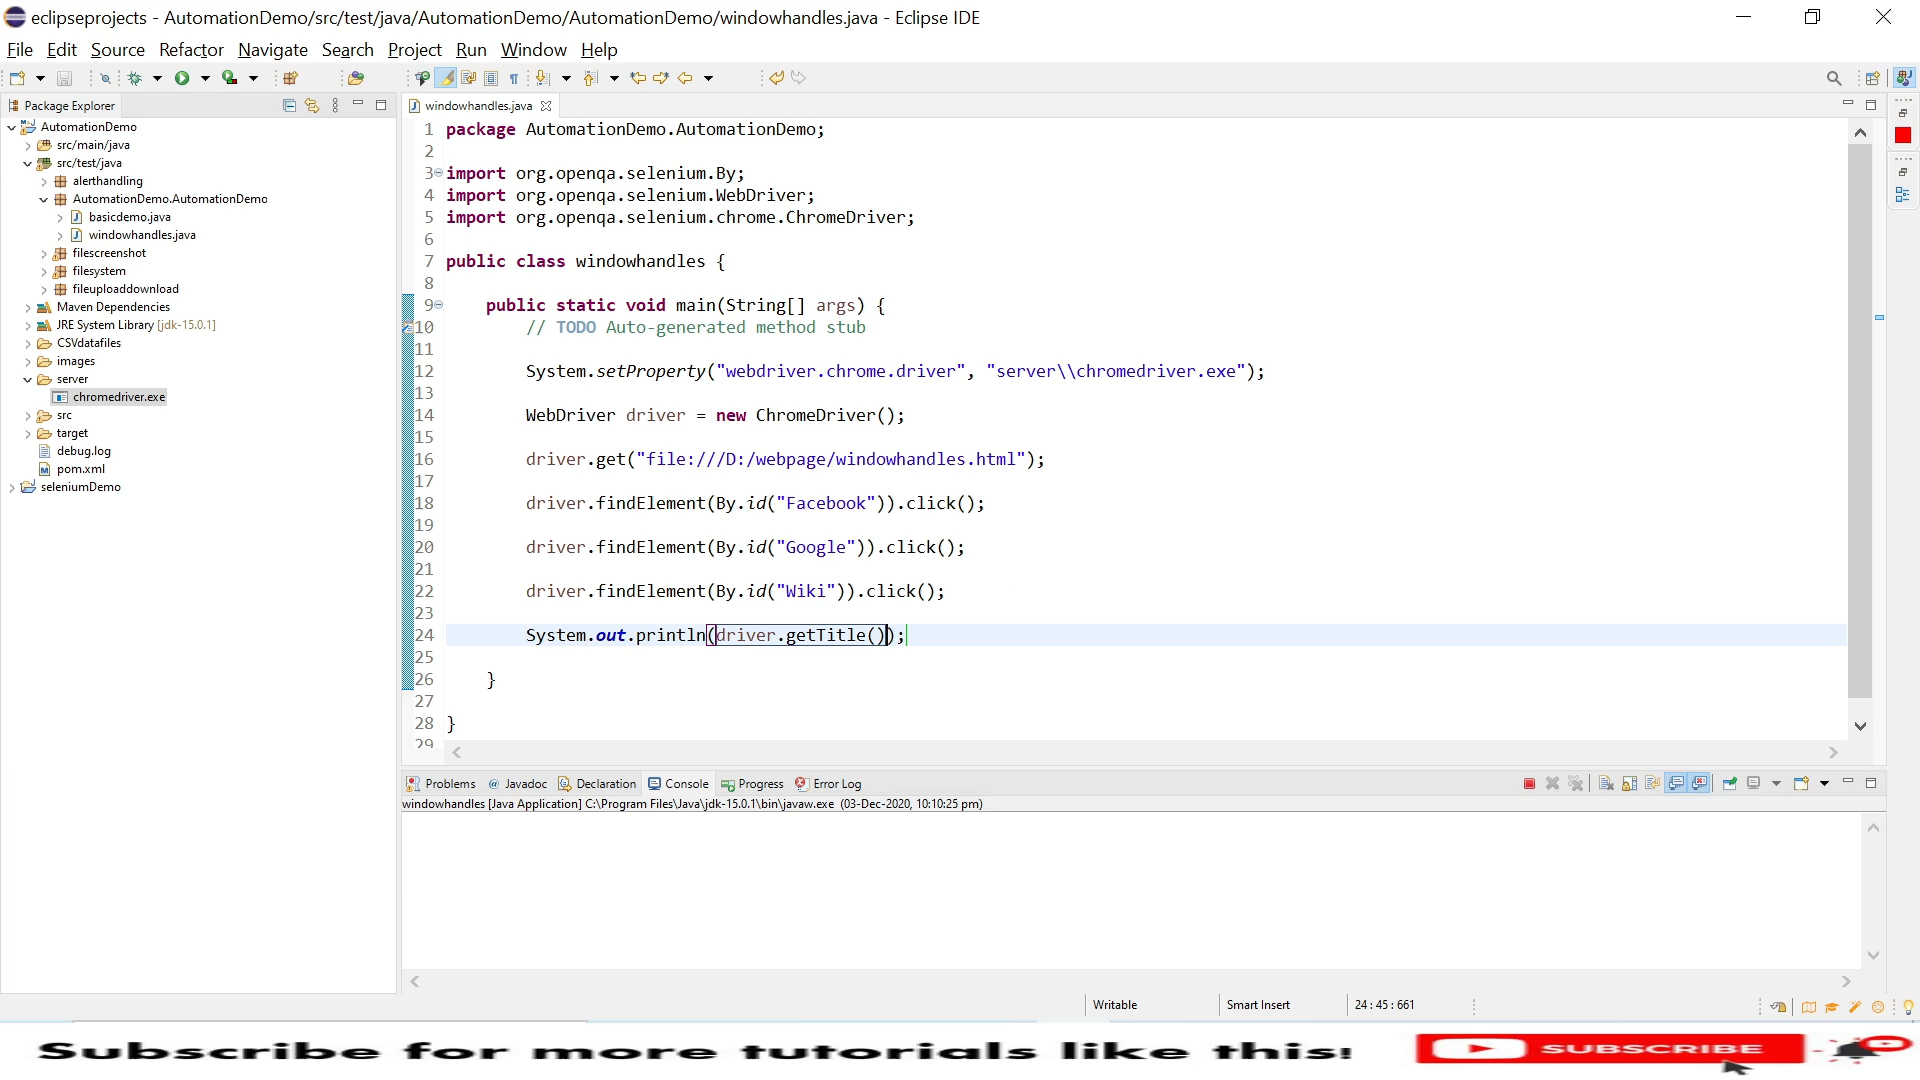 eclipseprojects - AutomationDemo/src/test/java/AutomationDemo/AutomationDemo/windowhandles.java - Eclipse IDE
File Edit Source Refactor Navigate Search Project Run Window Help
Package Explorer
AutomationDemo
src/main/java
src/test/java
alerthandling
AutomationDemo.AutomationDemo
basicdemo.java
windowhandles.java
filescreenshot
filesystem
fileuploaddownload
Maven Dependencies
JRE System Library [jdk-15.0.1]
CSVdatafiles
images
server
chromedriver.exe
src
target
debug.log
pom.xml
seleniumDemo
windowhandles.java
1 package AutomationDemo.AutomationDemo;
2
3 import org.openqa.selenium.By;
4 import org.openqa.selenium.WebDriver;
5 import org.openqa.selenium.chrome.ChromeDriver;
6
7 public class windowhandles {
8
9 public static void main(String[] args) {
10 // TODO Auto-generated method stub
11
12 System.setProperty("webdriver.chrome.driver", "server\\chromedriver.exe");
13
14 WebDriver driver = new ChromeDriver();
15
16 driver.get("file:///D:/webpage/windowhandles.html");
17
18 driver.findElement(By.id("Facebook")).click();
19
20 driver.findElement(By.id("Google")).click();
21
22 driver.findElement(By.id("Wiki")).click();
23
24 System.out.println(driver.getTitle());
25
26 }
27
28 }
29
Problems Javadoc Declaration Console Progress Error Log
windowhandles [Java Application] C:\Program Files\Java\jdk-15.0.1\bin\javaw.exe (03-Dec-2020, 10:10:25 pm)
Writable Smart Insert 24 : 45 : 661
Subscribe for more tutorials like this! SUBSCRIBE